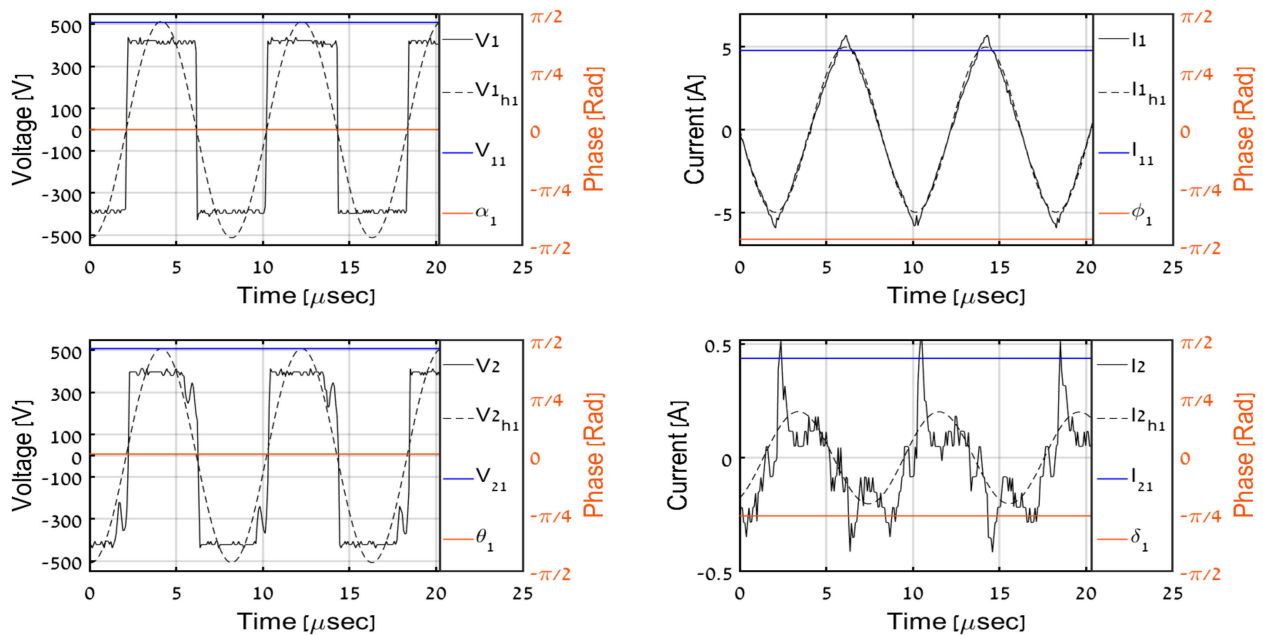 Voltage [V]
500
300
100
0
-100
-300
-500
0 5 10 15 20 25
Time [μsec]
V1
V1h1
V11
α1
π/2
π/4
0
-π/4
-π/2
Phase [Rad]
Current [A]
5
0
-5
0 5 10 15 20 25
Time [μsec]
I1
I1h1
I11
ϕ1
π/2
π/4
0
-π/4
-π/2
Phase [Rad]
Voltage [V]
500
300
100
0
-100
-300
-500
0 5 10 15 20 25
Time [μsec]
V2
V2h1
V21
θ1
π/2
π/4
0
-π/4
-π/2
Phase [Rad]
Current [A]
0.5
0
-0.5
0 5 10 15 20 25
Time [μsec]
I2
I2h1
I21
δ1
π/2
π/4
0
-π/4
-π/2
Phase [Rad]